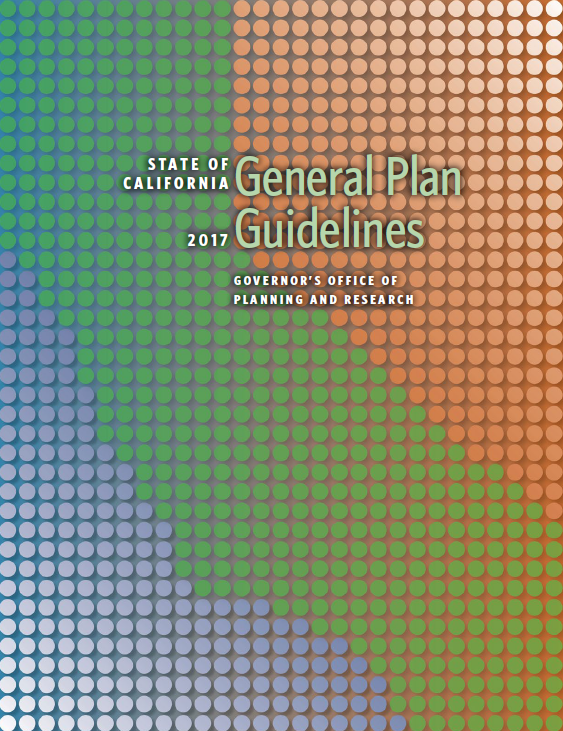 STATE OF
CALIFORNIA
General Plan
Guidelines
2017
GOVERNOR'S OFFICE OF
PLANNING AND RESEARCH